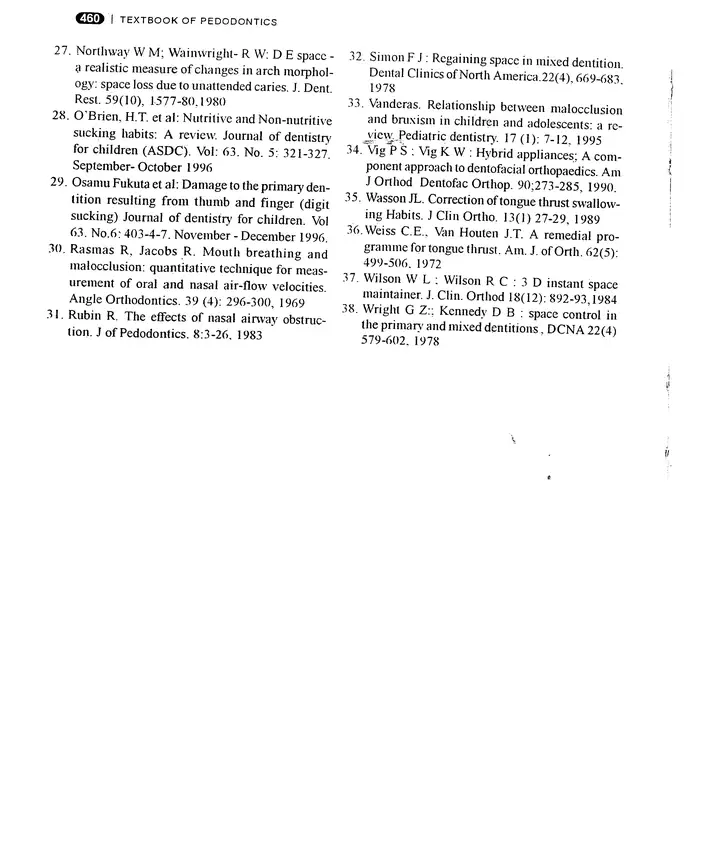 460 | TEXTBOOK OF PEDODONTICS
27. Northway W M; Wainwright- R W: D E space -
a realistic measure of changes in arch morphol-
ogy: space loss due to unattended caries. J. Dent.
Rest. 59(10), 1577-80,1980
28. O'Brien, H.T. et al: Nutritive and Non-nutritive
sucking habits: A review. Journal of dentistry
for children (ASDC). Vol: 63. No. 5: 321-327.
September- October 1996
29. Osamu Fukuta et al: Damage to the primary den-
tition resulting from thumb and finger (digit
sucking) Journal of dentistry for children. Vol
63. No.6: 403-4-7. November - December 1996.
30. Rasmas R, Jacobs R. Mouth breathing and
malocclusion: quantitative technique for meas-
urement of oral and nasal air-flow velocities.
Angle Orthodontics. 39 (4): 296-300, 1969
31. Rubin R. The effects of nasal airway obstruc-
tion. J of Pedodontics. 8:3-26, 1983
32. Simon F J : Regaining space in mixed dentition.
Dental Clinics of North America.22(4), 669-683.
1978
33. Vanderas. Relationship between malocclusion
and bruxism in children and adolescents: a re-
view. Pediatric dentistry. 17 (1): 7-12, 1995
34. Vig P S : Vig K W : Hybrid appliances; A com-
ponent approach to dentofacial orthopaedics. Am
J Orthod Dentofac Orthop. 90;273-285, 1990.
35. Wasson JL. Correction of tongue thrust swallow-
ing Habits. J Clin Ortho. 13(1) 27-29, 1989
36. Weiss C.E., Van Houten J.T. A remedial pro-
gramme for tongue thrust. Am. J. of Orth. 62(5):
499-506, 1972
37. Wilson W L : Wilson R C : 3 D instant space
maintainer. J. Clin. Orthod 18(12): 892-93,1984
38. Wright G Z:; Kennedy D B : space control in
the primary and mixed dentitions , DCNA 22(4)
579-602, 1978